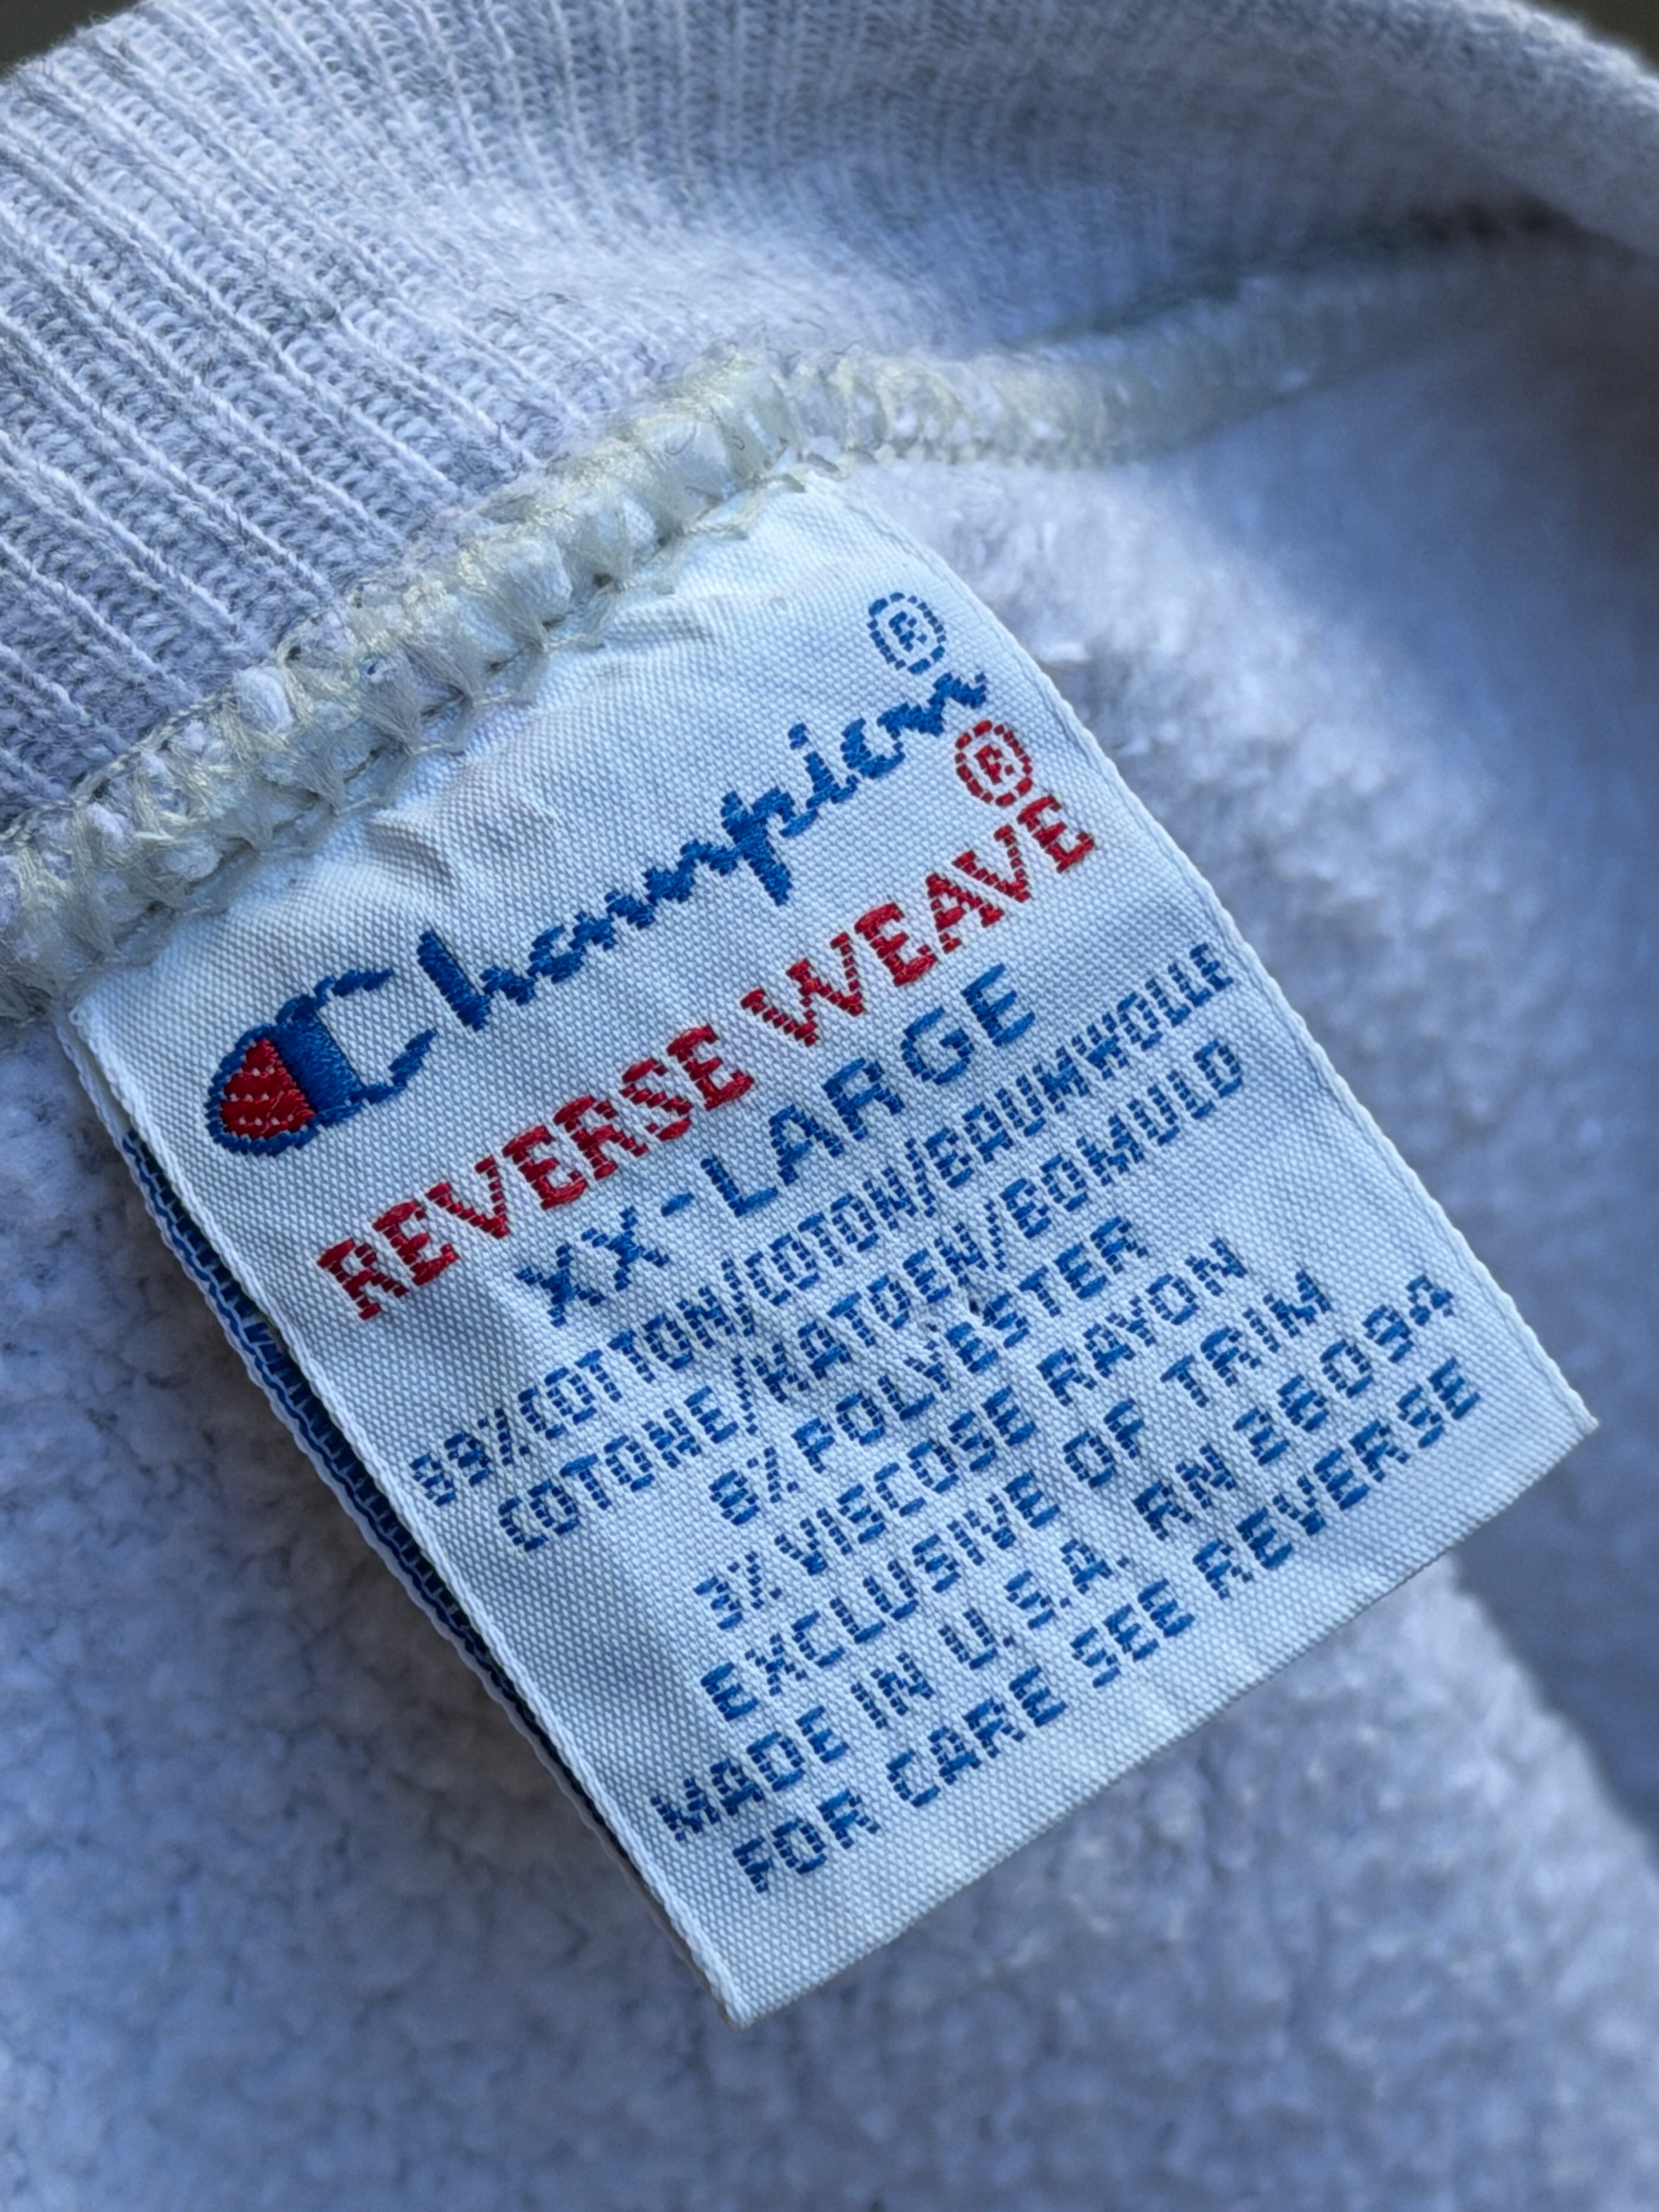 Champion®
REVERSE WEAVE®
XX-LARGE
89%COTTON/COTON/BAUMWOLLE
COTONE/KATOEN/BOMULD
8% POLYESTER
3% VISCOSE RAYON
EXCLUSIVE OF TRIM
MADE IN U.S.A. RN 26094
FOR CARE SEE REVERSE